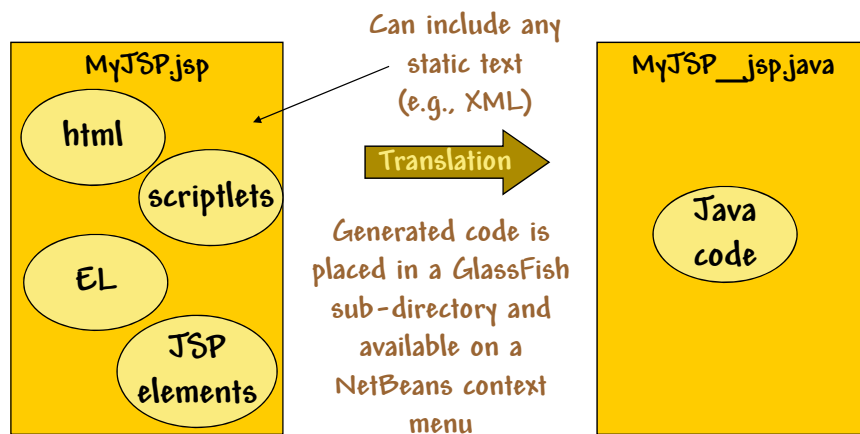 MyJSP.jsp
html
scriptlets
EL
JSP
elements
Can include any
static text
(e.g., XML)
Translation
Generated code is
placed in a GlassFish
sub-directory and
available on a
NetBeans context
menu
MyJSP__jsp.java
Java
code